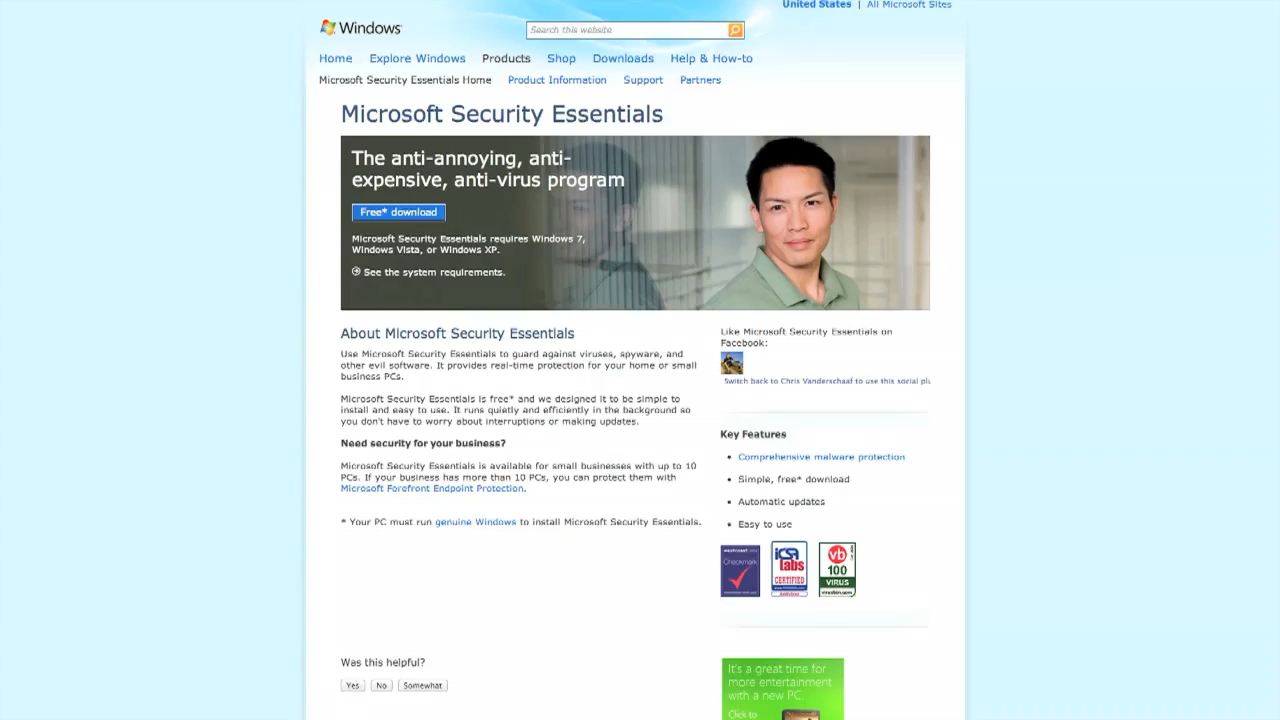 United States | All Microsoft Sites
Windows
Search this website
Home Explore Windows Products Shop Downloads Help & How-to
Microsoft Security Essentials Home Product Information Support Partners
Microsoft Security Essentials
The anti-annoying, anti-
expensive, anti-virus program
Free* download
Microsoft Security Essentials requires Windows 7,
Windows Vista, or Windows XP.
See the system requirements.
About Microsoft Security Essentials
Use Microsoft Security Essentials to guard against viruses, spyware, and
other evil software. It provides real-time protection for your home or small
business PCs.
Microsoft Security Essentials is free* and we designed it to be simple to
install and easy to use. It runs quietly and efficiently in the background so
you don't have to worry about interruptions or making updates.
Need security for your business?
Microsoft Security Essentials is available for small businesses with up to 10
PCs. If your business has more than 10 PCs, you can protect them with
Microsoft Forefront Endpoint Protection.
* Your PC must run genuine Windows to install Microsoft Security Essentials.
Like Microsoft Security Essentials on
Facebook:
Switch back to Chris Vanderschaaf to use this social plu
Key Features
• Comprehensive malware protection
• Simple, free* download
• Automatic updates
• Easy to use
Checkmark
ICSA
labs
CERTIFIED
vb
100
VIRUS
virusbtn.com
Was this helpful?
Yes No Somewhat
It's a great time for
more entertainment
with a new PC.
Click to